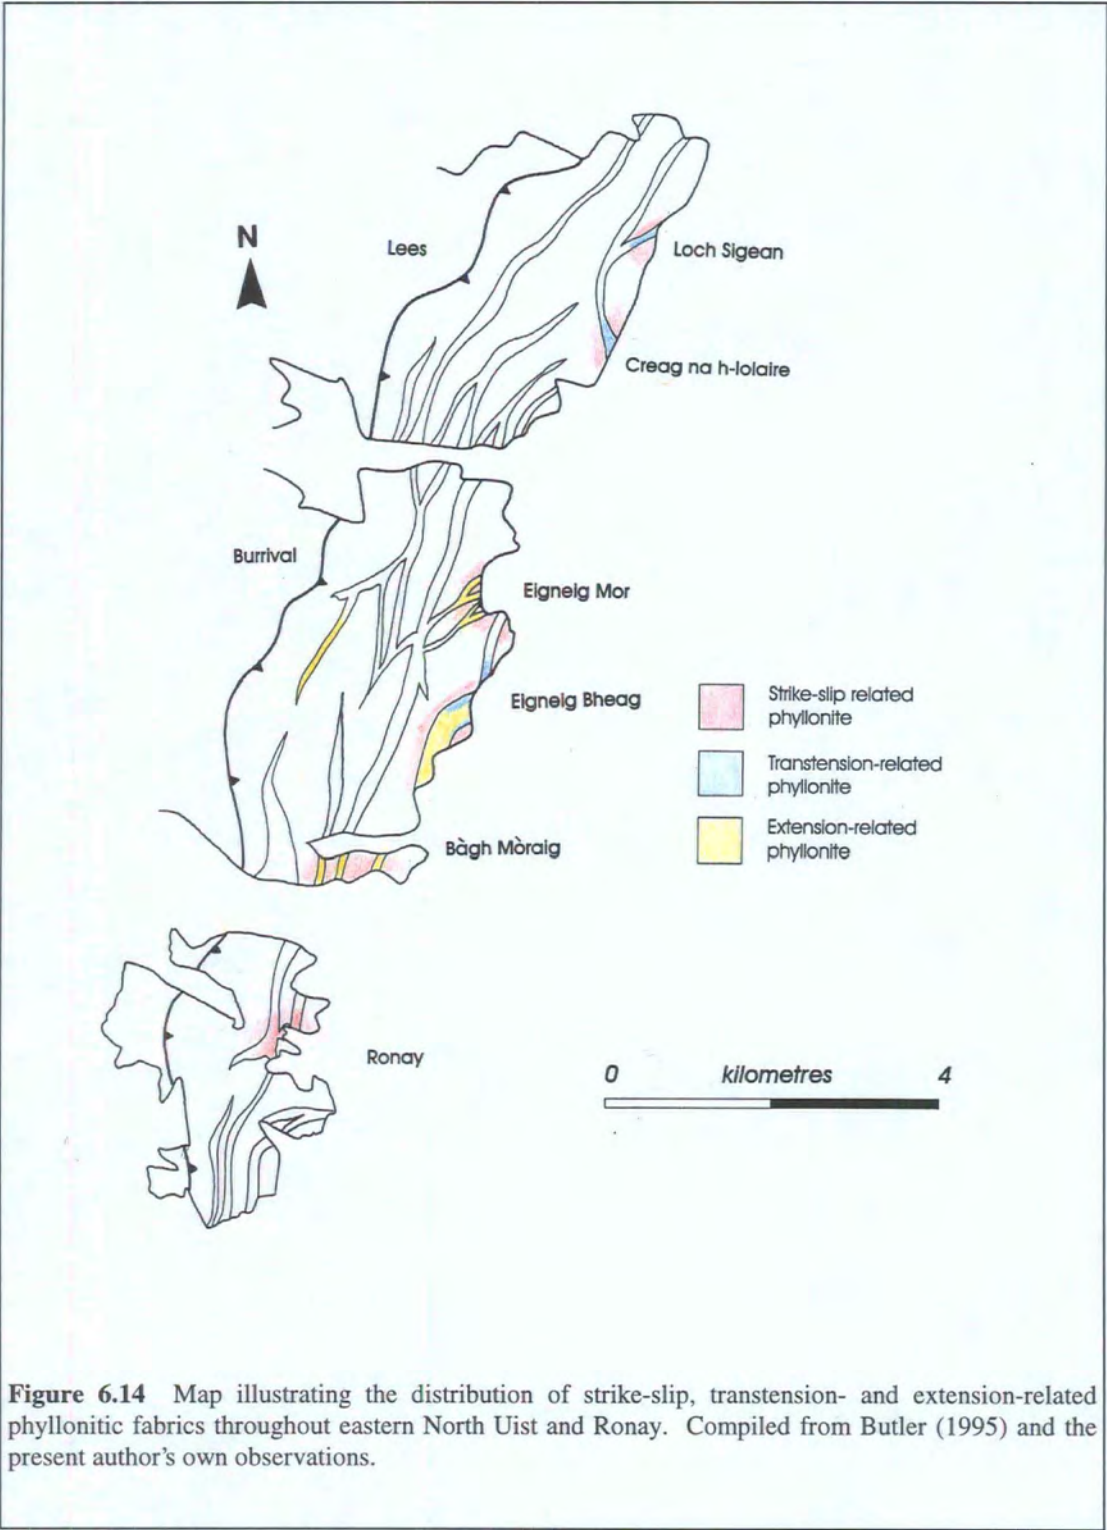 N
Lees
Loch Sigean
Creag na h-Iolaire
Burrival
Eigneig Mor
Eigneig Bheag
Strike-slip related
phyllonite
Transtension-related
phyllonite
Extension-related
phyllonite
Bàgh Mòraig
Ronay
0 kilometres 4
Figure 6.14 Map illustrating the distribution of strike-slip, transtension- and extension-related
phyllonitic fabrics throughout eastern North Uist and Ronay. Compiled from Butler (1995) and the
present author's own observations.